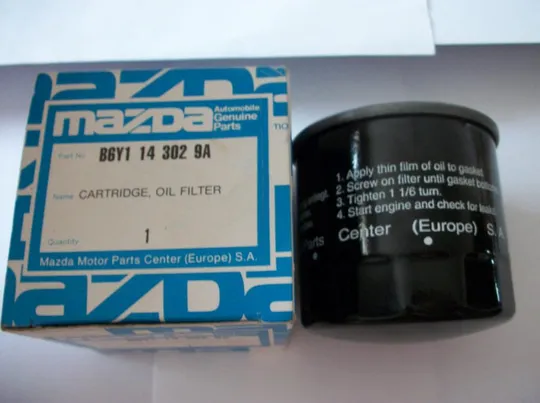 mazda
Automobile
Genuine
Parts
Part No. B6Y1 14 302 9A
Name CARTRIDGE, OIL FILTER
Quantity 1
Mazda Motor Parts Center (Europe) S.A.
1. Apply thin film of oil to gasket.
2. Screw on filter until gasket
3. Tighten 1 1/6 turn.
4. Start engine and check for
Center (Europe) S.A